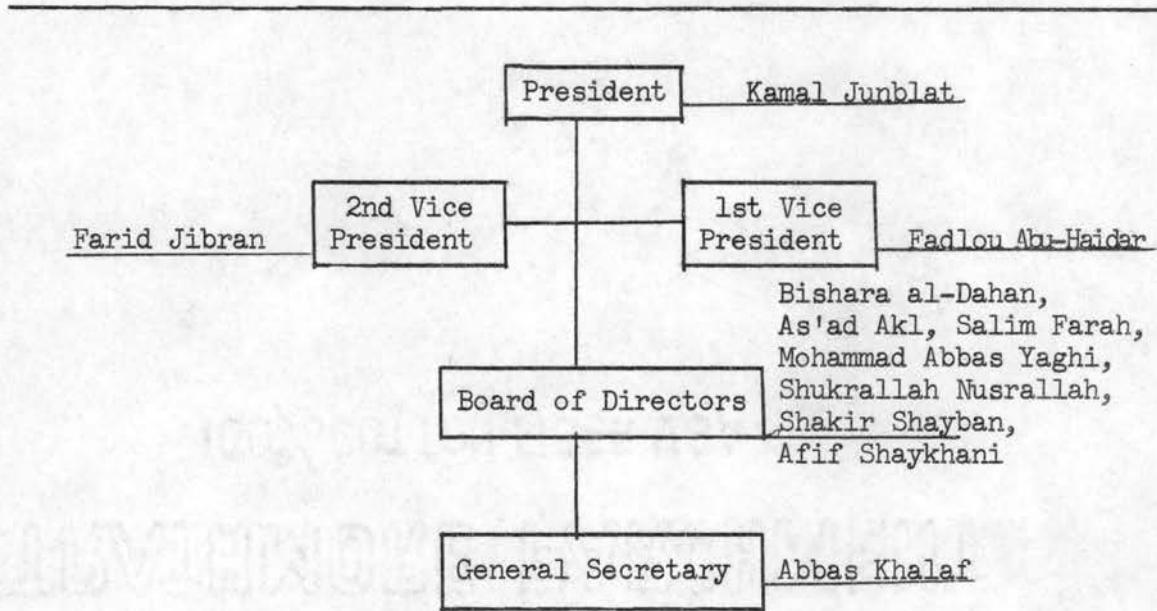 President
Kamal Junblat
2nd Vice
President
Farid Jibran
1st Vice
President
Fadlou Abu-Haidar
Board of Directors
Bishara al-Dahan,
As'ad Akl, Salim Farah,
Mohammad Abbas Yaghi,
Shukrallah Nusrallah,
Shakir Shayban,
Afif Shaykhani
General Secretary
Abbas Khalaf